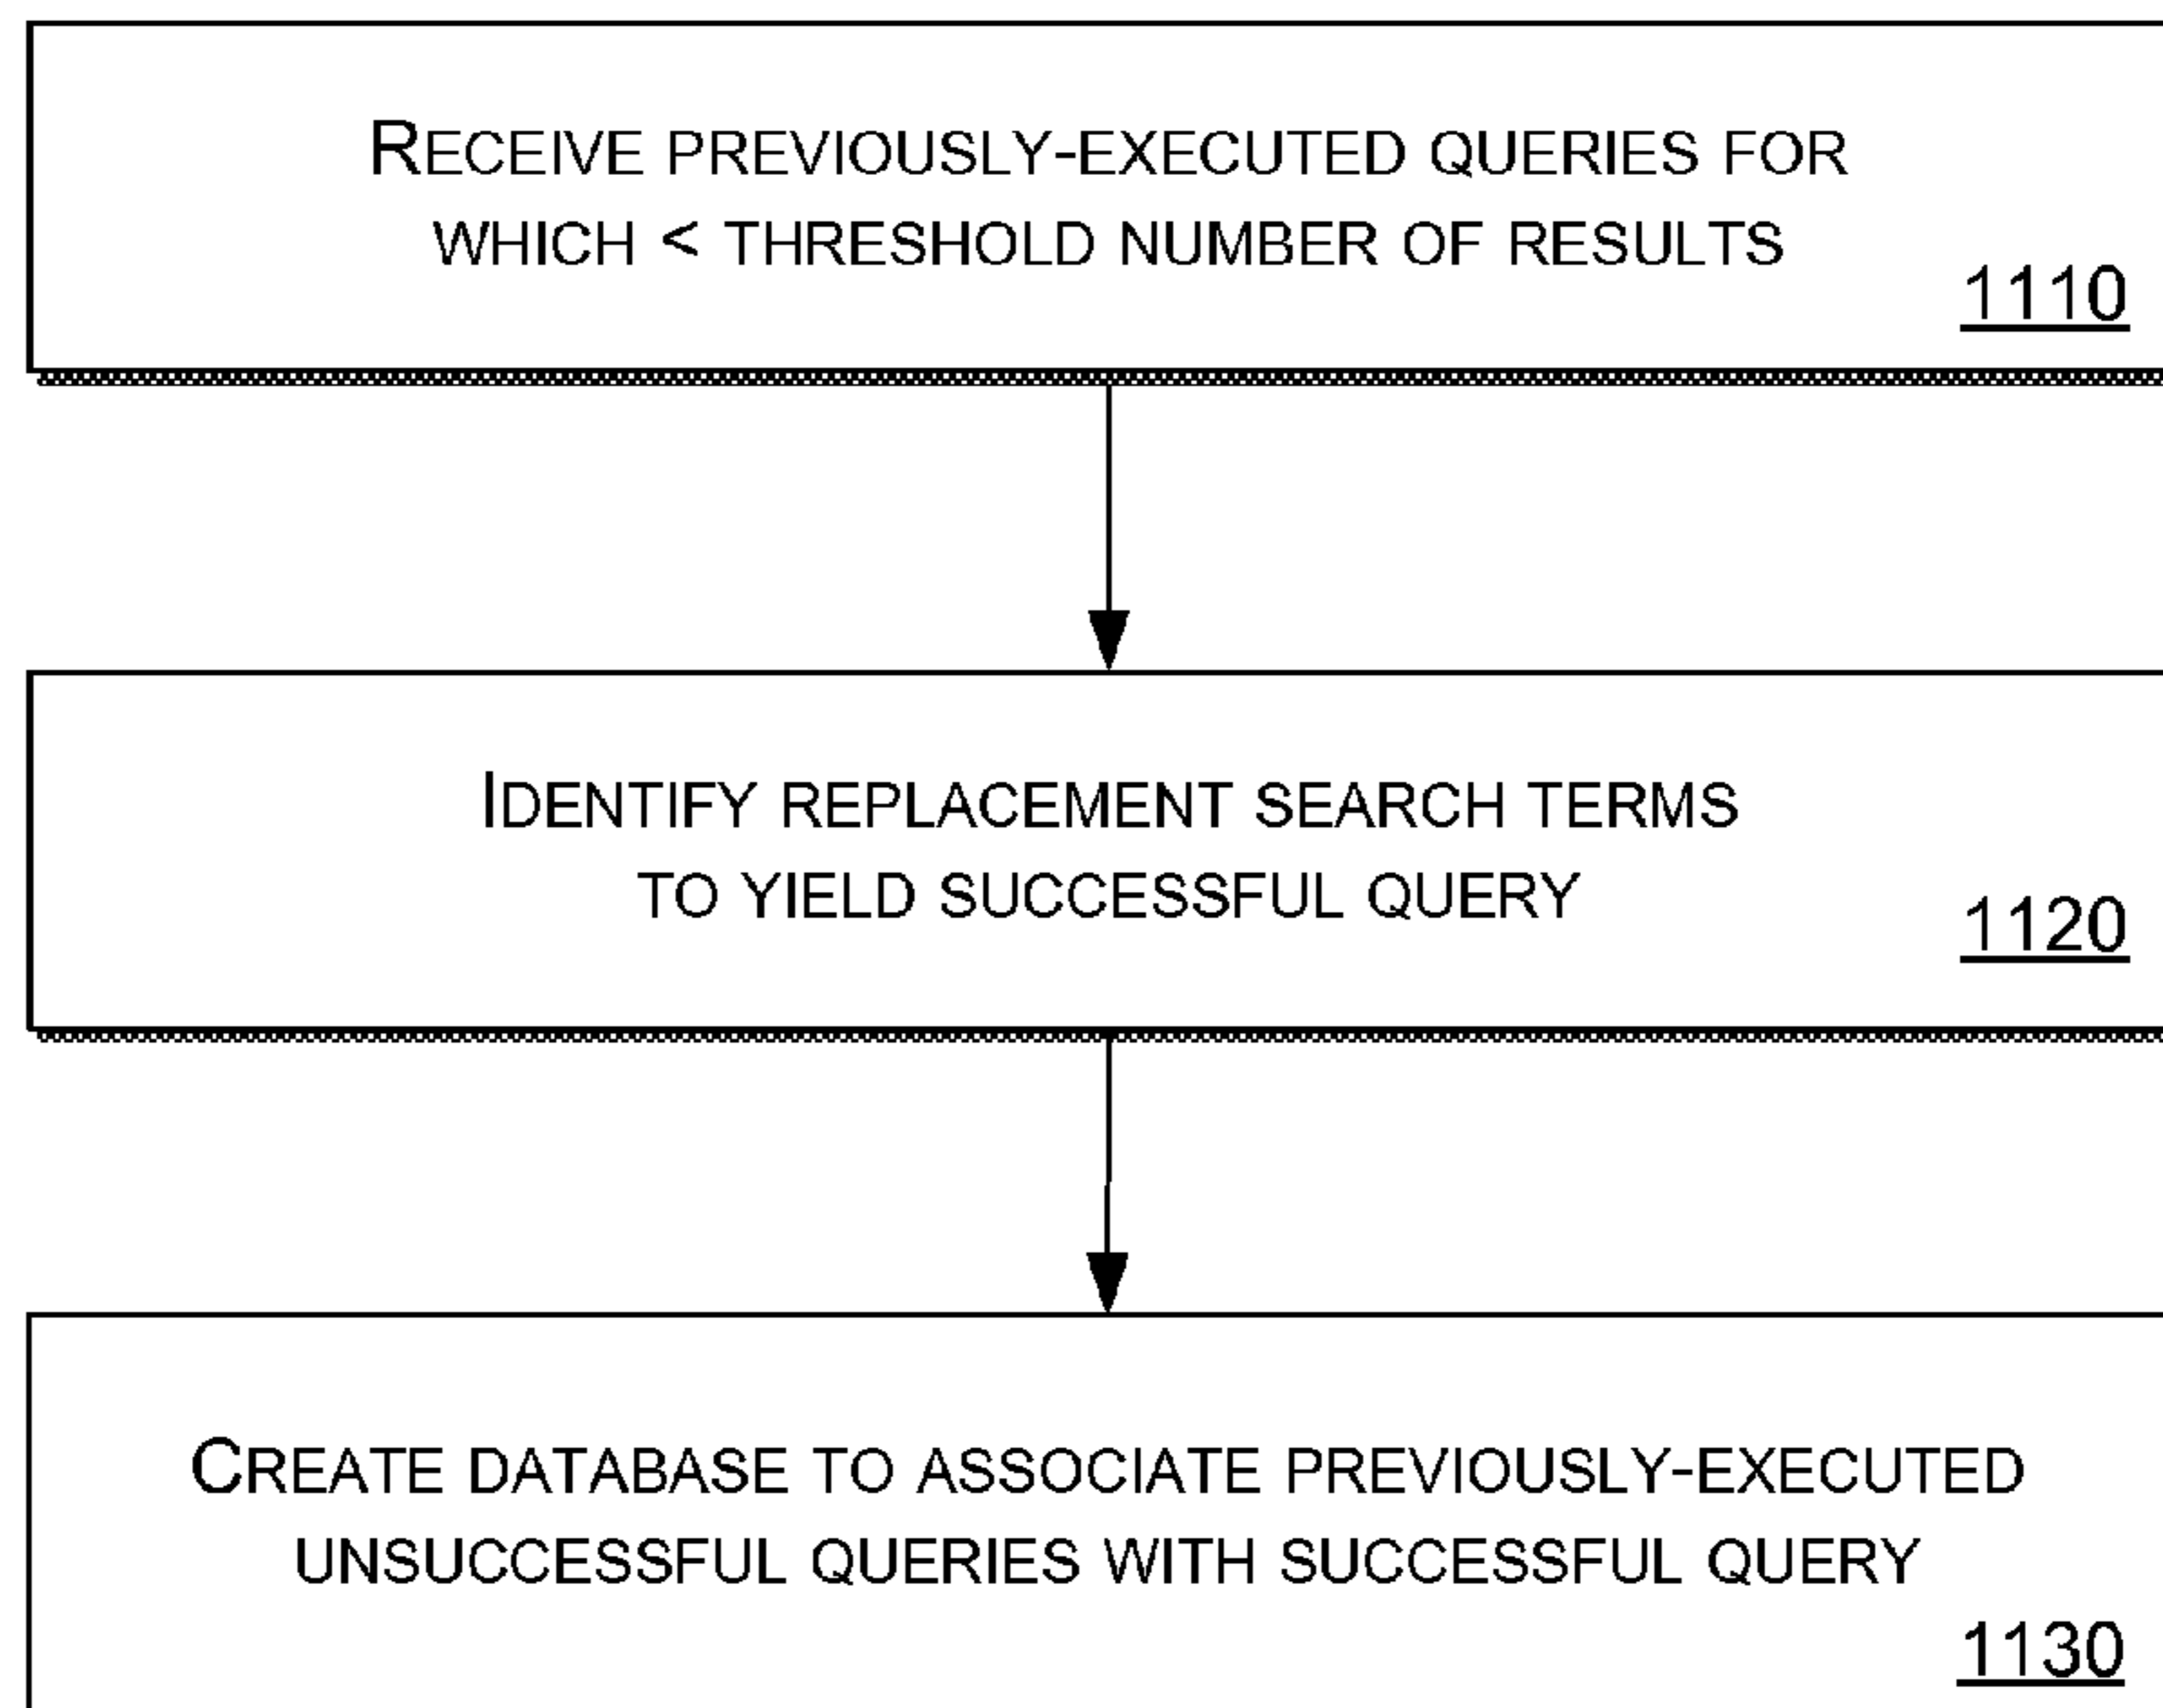 RECEIVE PREVIOUSLY-EXECUTED QUERIES FOR
WHICH < THRESHOLD NUMBER OF RESULTS
1110
IDENTIFY REPLACEMENT SEARCH TERMS
TO YIELD SUCCESSFUL QUERY
1120
CREATE DATABASE TO ASSOCIATE PREVIOUSLY-EXECUTED
UNSUCCESSFUL QUERIES WITH SUCCESSFUL QUERY
1130